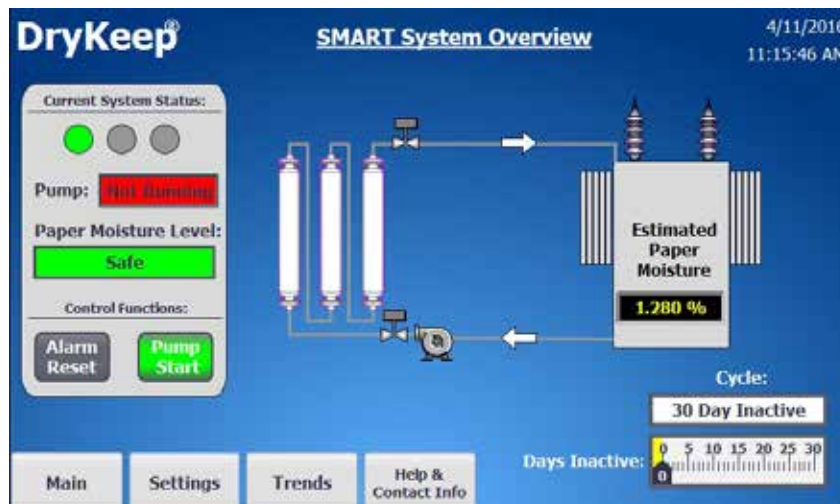 DryKeep®
SMART System Overview
4/11/2016
11:15:46 AM
Current System Status:
Pump: Not Running
Paper Moisture Level:
Safe
Control Functions:
Alarm
Reset
Pump
Start
Estimated
Paper
Moisture
1.280 %
Cycle:
30 Day Inactive
Days Inactive:
0 5 10 15 20 25 30
0
Main
Settings
Trends
Help &
Contact Info